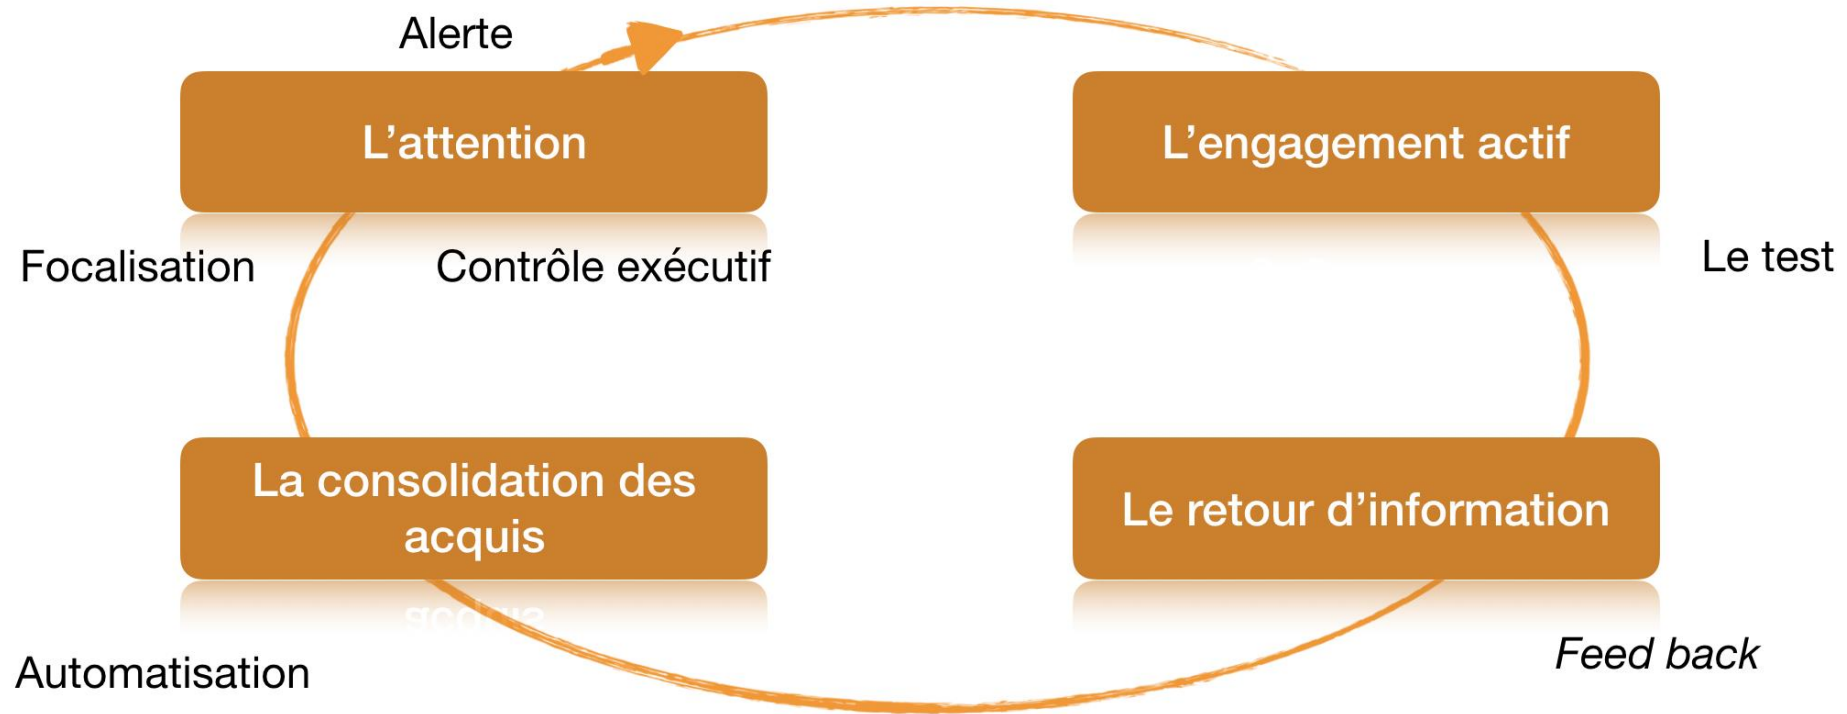 Alerte
L’attention
L’engagement actif
Focalisation
Contrôle exécutif
Le test
La consolidation des
acquis
Le retour d’information
Automatisation
Feed back